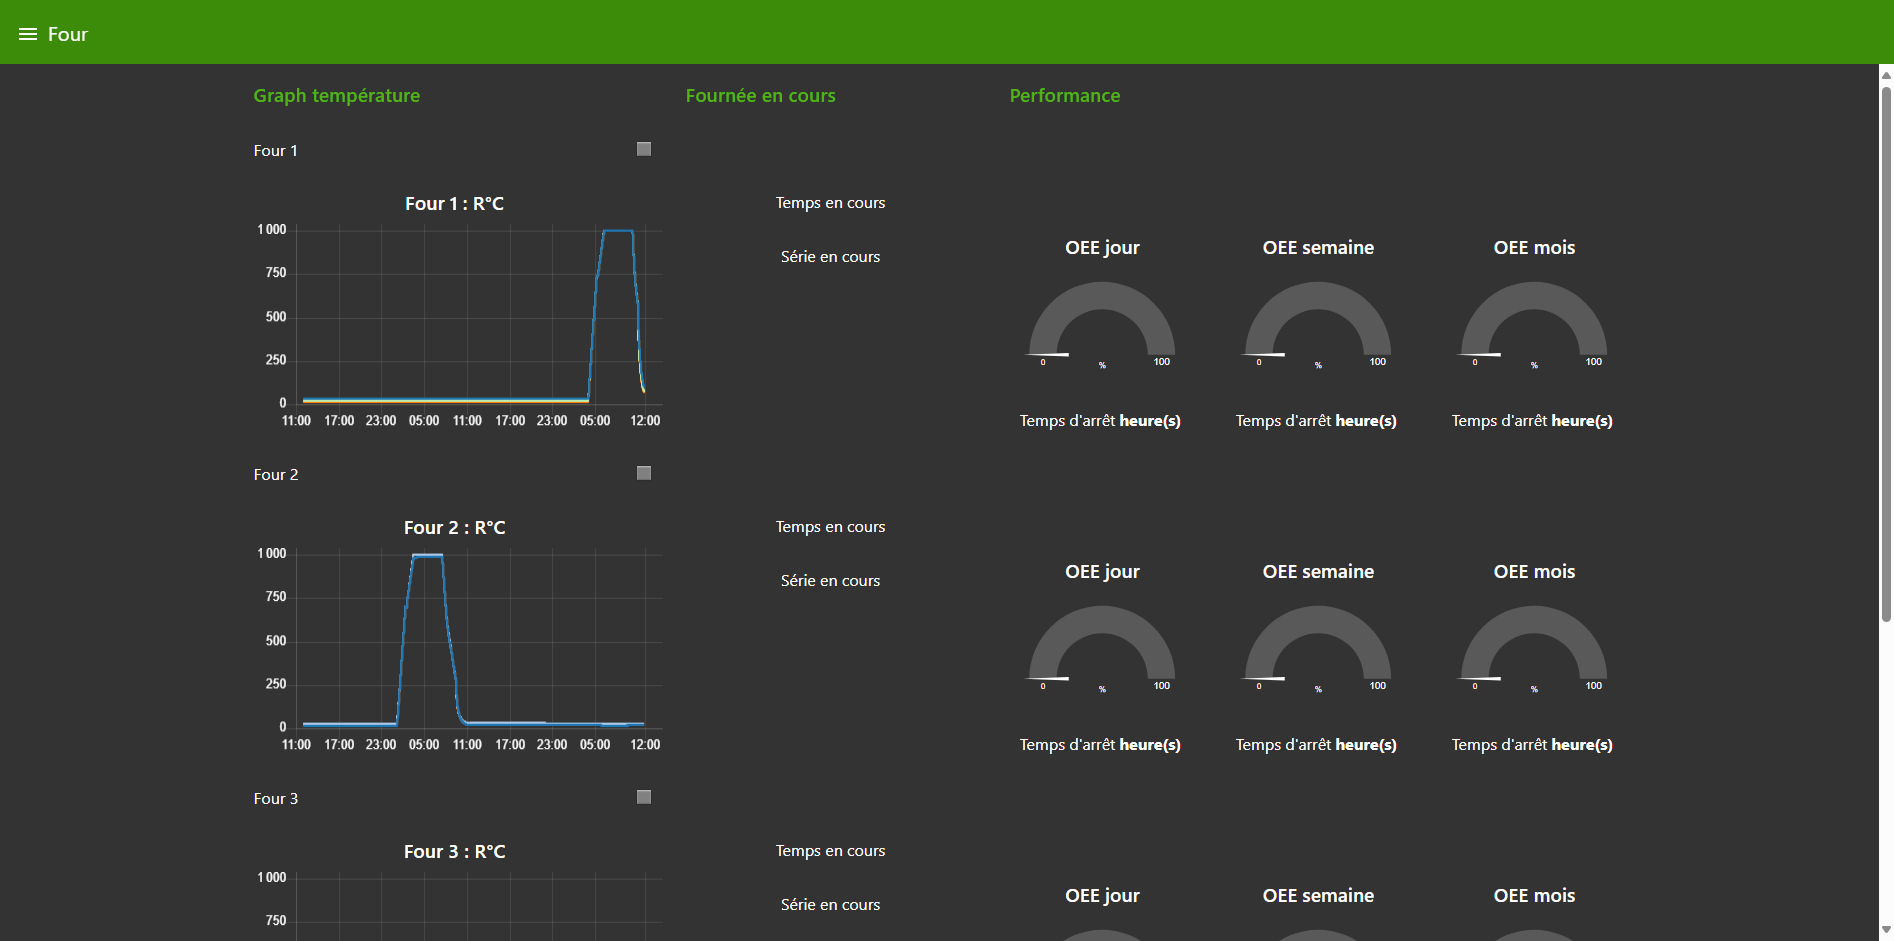 Four
Graph température
Fournée en cours
Performance
Four 1
Four 1 : R°C
1 000
750
500
250
0
11:00 17:00 23:00 05:00 11:00 17:00 23:00 05:00 12:00
Temps en cours
Série en cours
OEE jour
0 % 100
Temps d'arrêt heure(s)
OEE semaine
0 % 100
Temps d'arrêt heure(s)
OEE mois
0 % 100
Temps d'arrêt heure(s)
Four 2
Four 2 : R°C
1 000
750
500
250
0
11:00 17:00 23:00 05:00 11:00 17:00 23:00 05:00 12:00
Temps en cours
Série en cours
OEE jour
0 % 100
Temps d'arrêt heure(s)
OEE semaine
0 % 100
Temps d'arrêt heure(s)
OEE mois
0 % 100
Temps d'arrêt heure(s)
Four 3
Four 3 : R°C
1 000
750
Temps en cours
Série en cours
OEE jour
OEE semaine
OEE mois